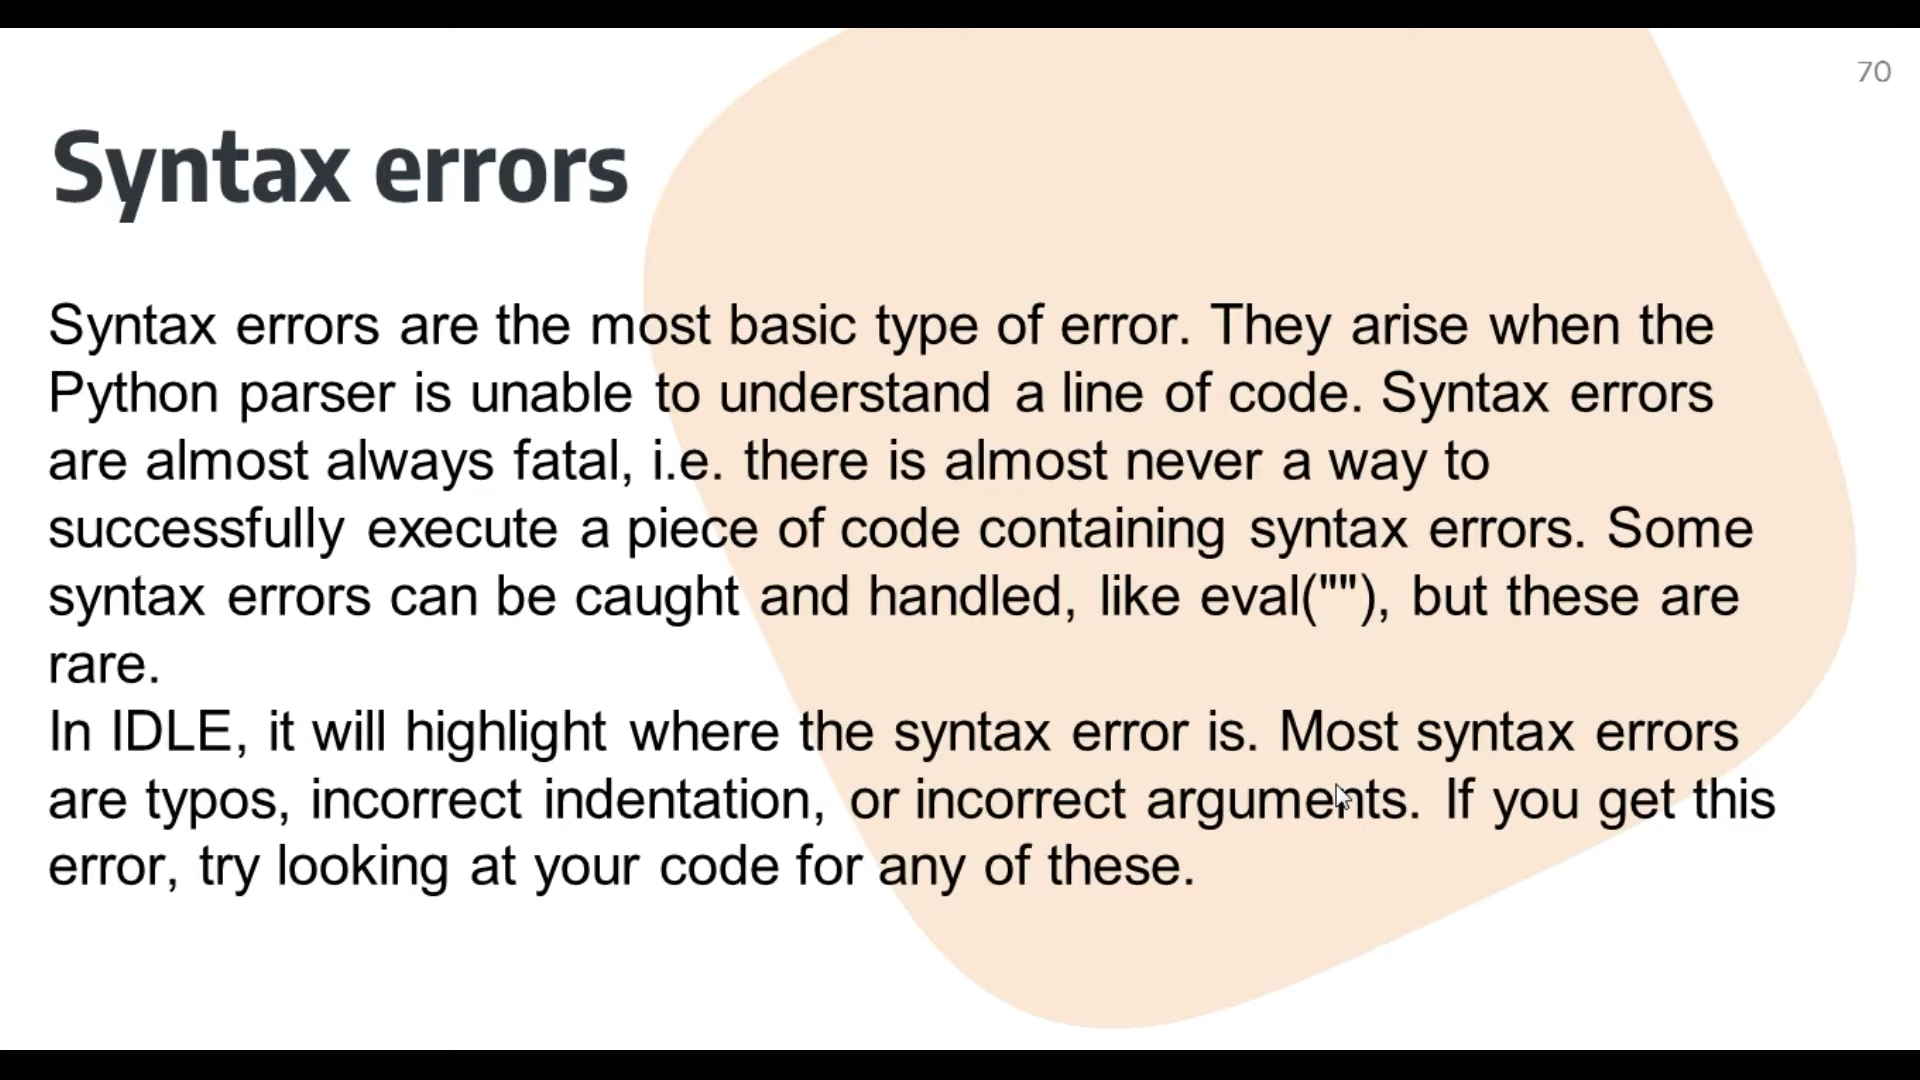 70
Syntax errors
Syntax errors are the most basic type of error. They arise when the
Python parser is unable to understand a line of code. Syntax errors
are almost always fatal, i.e. there is almost never a way to
successfully execute a piece of code containing syntax errors. Some
syntax errors can be caught and handled, like eval(""), but these are
rare.
In IDLE, it will highlight where the syntax error is. Most syntax errors
are typos, incorrect indentation, or incorrect arguments. If you get this
error, try looking at your code for any of these.